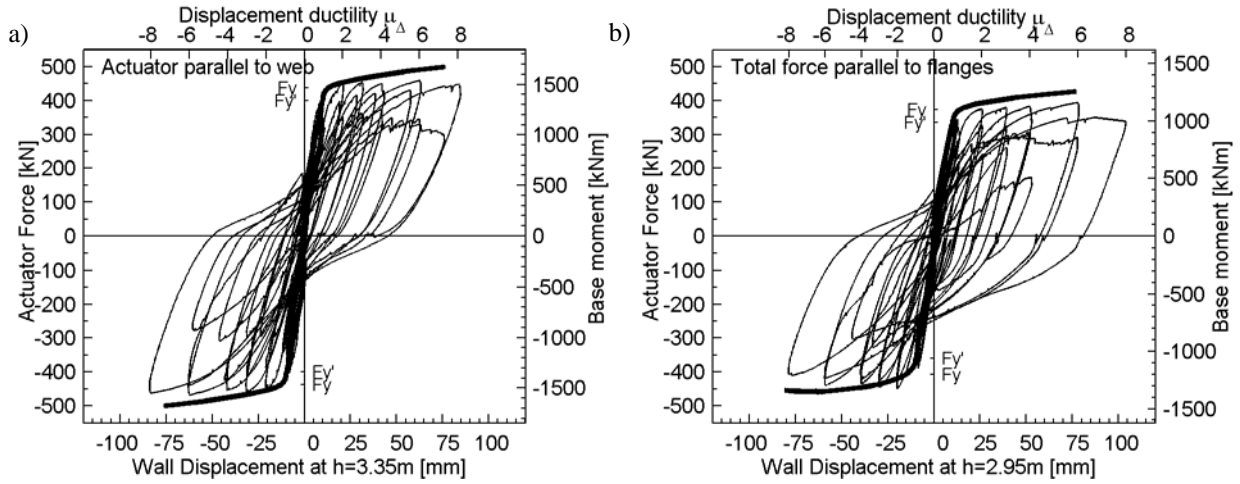 a)
Displacement ductility μΔ
-8 -6 -4 -2 0 2 4 6 8
Actuator parallel to web
Fy
Fy'
Fy'
Fy
500
400
300
200
100
0
-100
-200
-300
-400
-500
Actuator Force [kN]
1500
1000
500
0
-500
-1000
-1500
Base moment [kNm]
-100 -75 -50 -25 0 25 50 75 100
Wall Displacement at h=3.35m [mm]
b)
Displacement ductility μΔ
-8 -6 -4 -2 0 2 4 6 8
Total force parallel to flanges
Fy
Fy'
Fy'
Fy
500
400
300
200
100
0
-100
-200
-300
-400
-500
Actuator Force [kN]
1500
1000
500
0
-500
-1000
-1500
Base moment [kNm]
-100 -75 -50 -25 0 25 50 75 100
Wall Displacement at h=2.95m [mm]